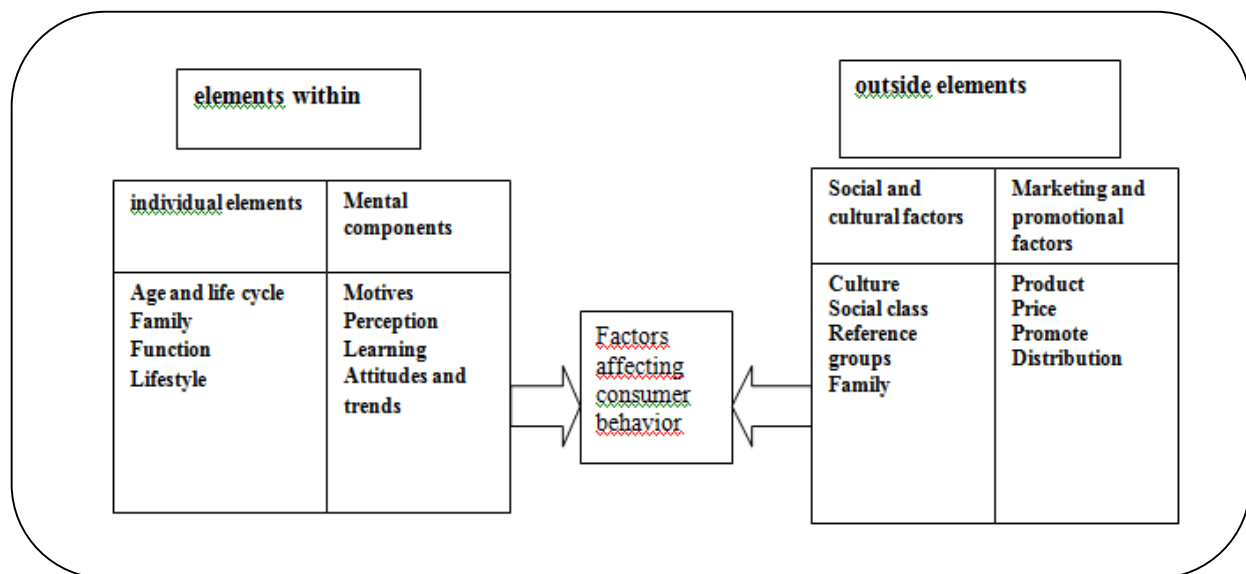 elements within
outside elements
individual elements
Mental
components
Age and life cycle
Family
Function
Lifestyle
Motives
Perception
Learning
Attitudes and
trends
Factors
affecting
consumer
behavior
Social and
cultural factors
Marketing and
promotional
factors
Culture
Social class
Reference
groups
Family
Product
Price
Promote
Distribution